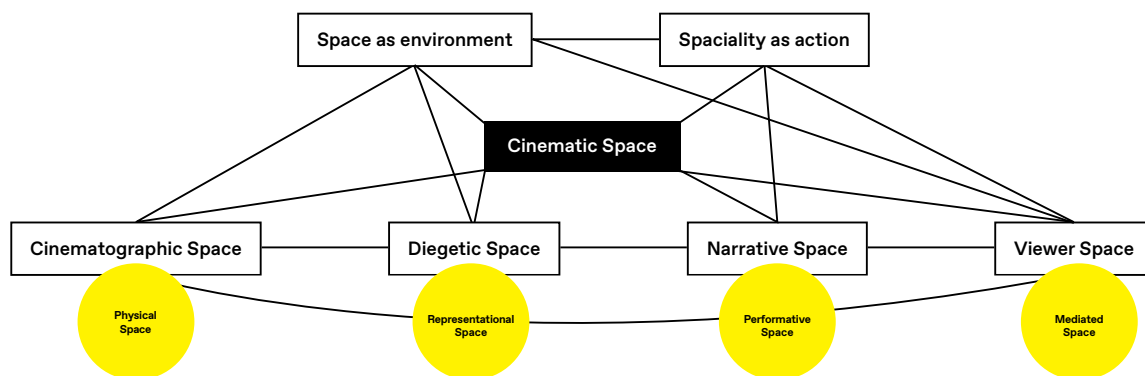 Space as environment
Spaciality as action
Cinematic Space
Cinematographic Space
Diegetic Space
Narrative Space
Viewer Space
Physical
Space
Representational
Space
Performative
Space
Mediated
Space